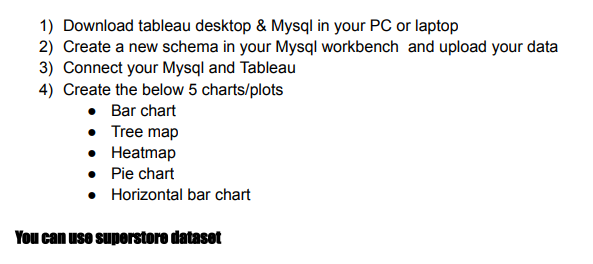 1) Download tableau desktop & Mysql in your PC or laptop
2) Create a new schema in your Mysql workbench and upload your data
3) Connect your Mysql and Tableau
4) Create the below 5 charts/plots
● Bar chart
● Tree map
● Heatmap
● Pie chart
● Horizontal bar chart
You can use superstore dataset